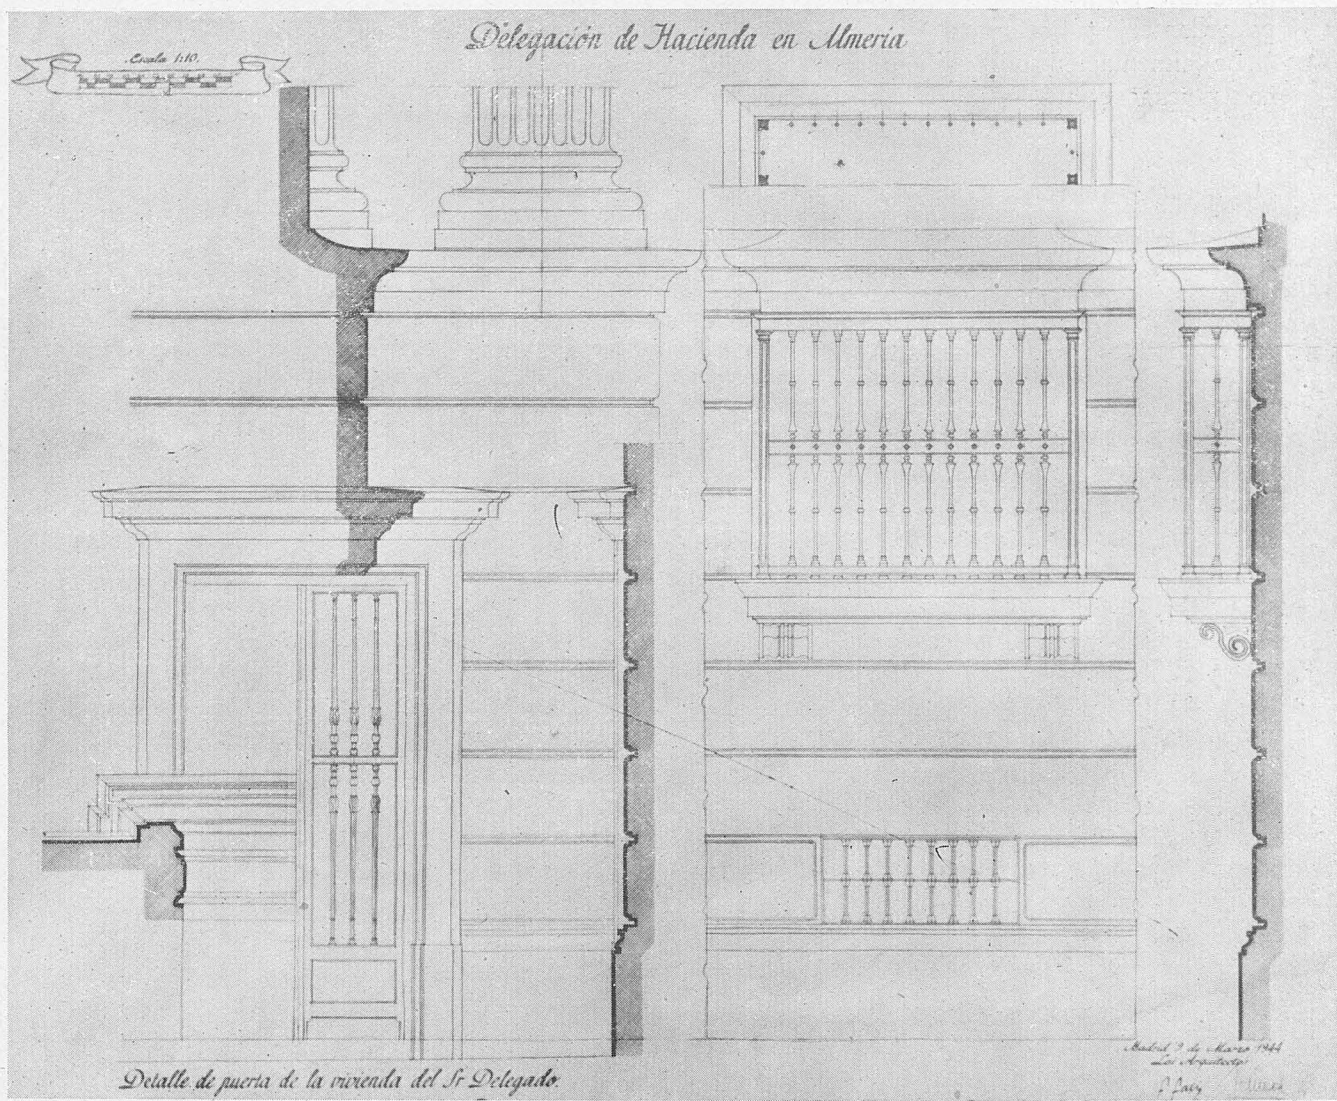 Delegación de Hacienda en Almeria
Escala 1:10.
Detalle de puerta de la vivienda del Sr Delegado.
Madrid de Marzo 1944
Los Arquitectos